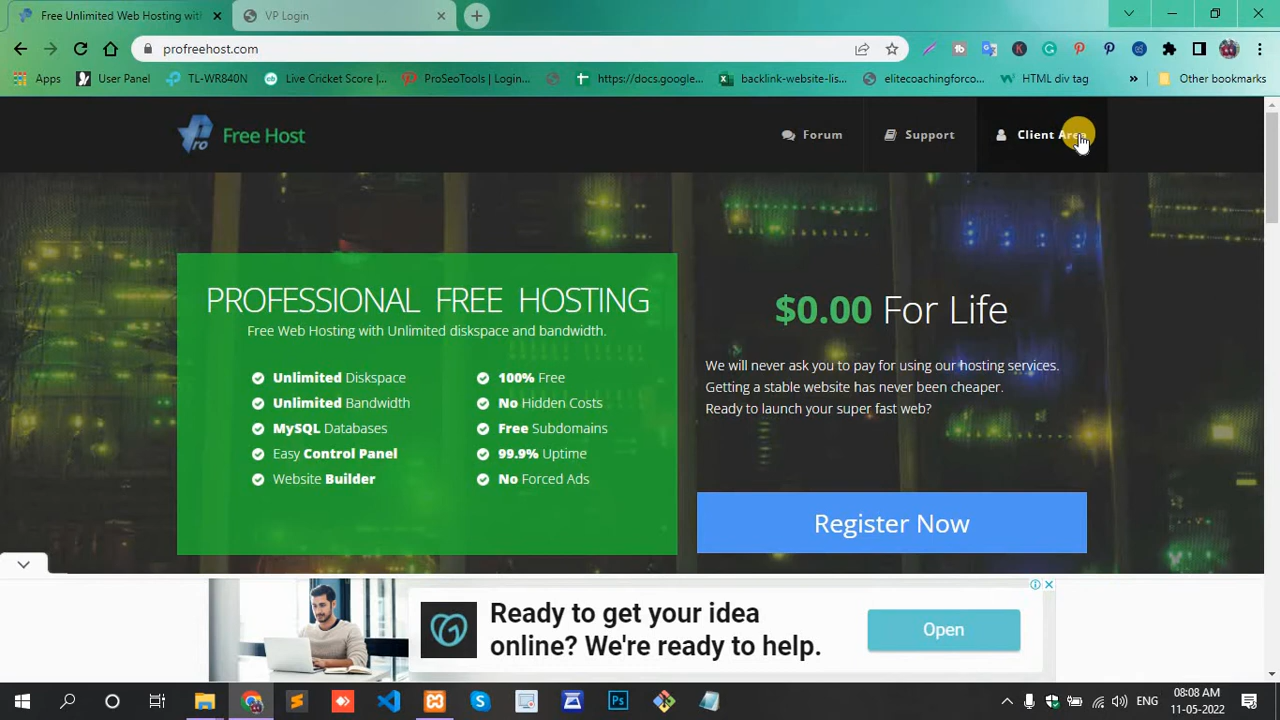 Free Unlimited Web Hosting with
VP Login
profreehost.com
Apps
User Panel
TL-WR840N
Live Cricket Score |...
ProSeoTools | Login...
https://docs.google...
backlink-website-lis...
elitecoachingforco...
HTML div tag
»
Other bookmarks
ro Free Host
Forum
Support
Client Area
PROFESSIONAL FREE HOSTING
Free Web Hosting with Unlimited diskspace and bandwidth.
Unlimited Diskspace
100% Free
Unlimited Bandwidth
No Hidden Costs
MySQL Databases
Free Subdomains
Easy Control Panel
99.9% Uptime
Website Builder
No Forced Ads
$0.00 For Life
We will never ask you to pay for using our hosting services.
Getting a stable website has never been cheaper.
Ready to launch your super fast web?
Register Now
Ready to get your idea
online? We're ready to help.
Open
Ps
ENG
08:08 AM
11-05-2022